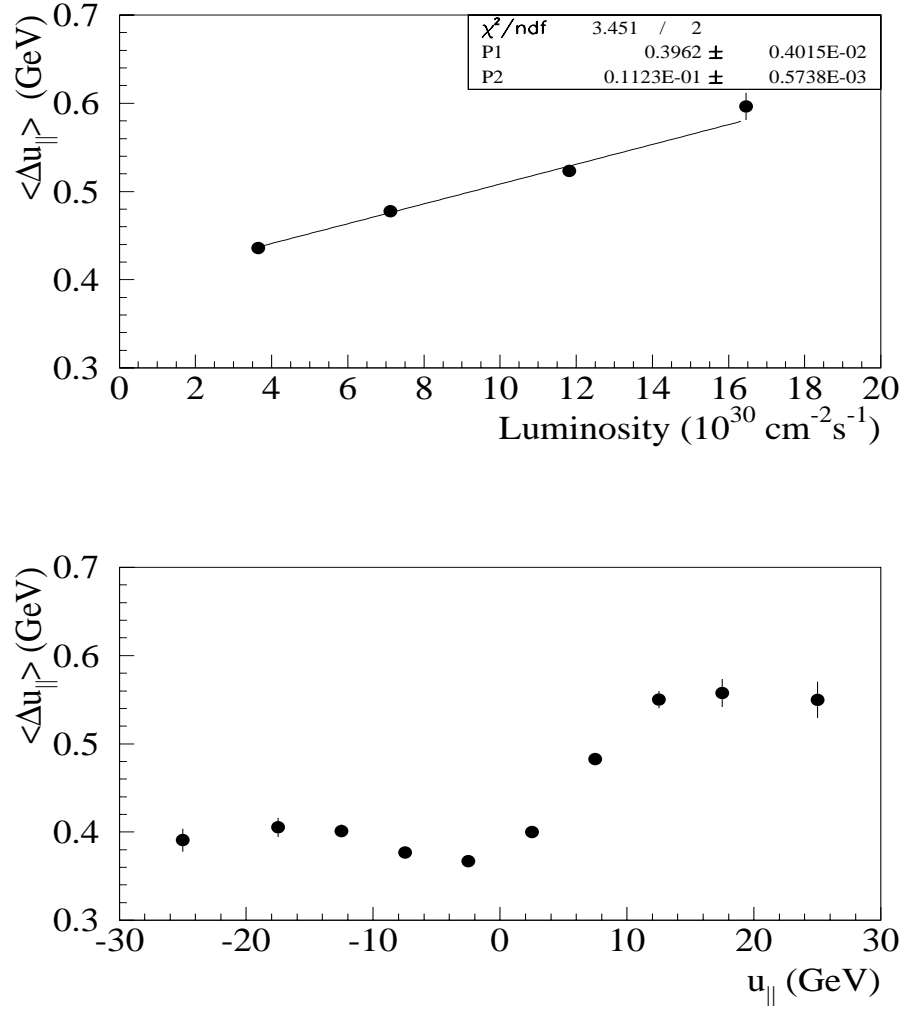 <Δu||> (GeV)
0.7
0.6
0.5
0.4
0.3
χ²/ndf 3.451 / 2
P1 0.3962 ± 0.4015E-02
P2 0.1123E-01 ± 0.5738E-03
0 2 4 6 8 10 12 14 16 18 20
Luminosity (10³⁰ cm⁻²s⁻¹)
<Δu||> (GeV)
0.7
0.6
0.5
0.4
0.3
-30 -20 -10 0 10 20 30
u|| (GeV)